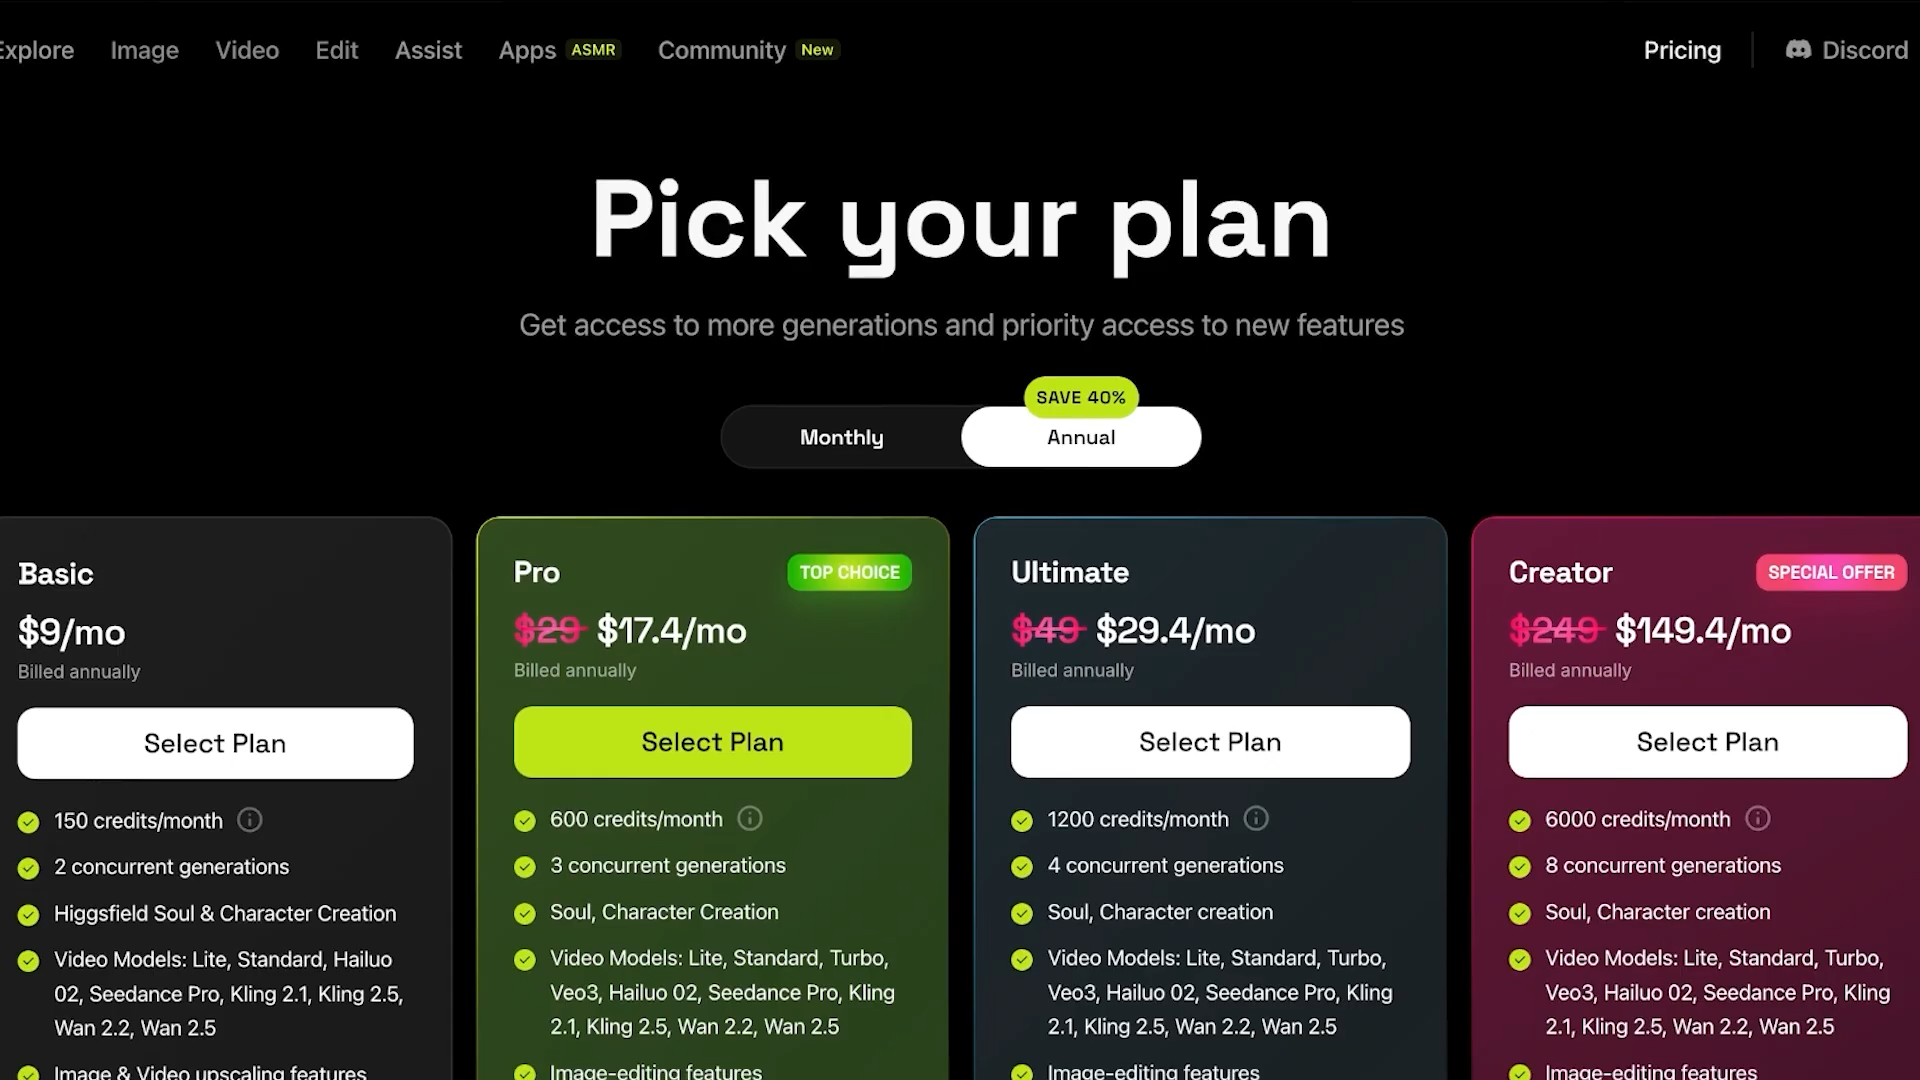 Explore Image Video Edit Assist Apps ASMR Community New Pricing Discord
Pick your plan
Get access to more generations and priority access to new features
SAVE 40%
Monthly Annual
Basic
$9/mo
Billed annually
Select Plan
150 credits/month
2 concurrent generations
Higgsfield Soul & Character Creation
Video Models: Lite, Standard, Hailuo
02, Seedance Pro, Kling 2.1, Kling 2.5,
Wan 2.2, Wan 2.5
Image & Video upscaling features
Pro TOP CHOICE
$29 $17.4/mo
Billed annually
Select Plan
600 credits/month
3 concurrent generations
Soul, Character Creation
Video Models: Lite, Standard, Turbo,
Veo3, Hailuo 02, Seedance Pro, Kling
2.1, Kling 2.5, Wan 2.2, Wan 2.5
Image-editing features
Ultimate
$49 $29.4/mo
Billed annually
Select Plan
1200 credits/month
4 concurrent generations
Soul, Character creation
Video Models: Lite, Standard, Turbo,
Veo3, Hailuo 02, Seedance Pro, Kling
2.1, Kling 2.5, Wan 2.2, Wan 2.5
Image-editing features
Creator SPECIAL OFFER
$249 $149.4/mo
Billed annually
Select Plan
6000 credits/month
8 concurrent generations
Soul, Character creation
Video Models: Lite, Standard, Turbo,
Veo3, Hailuo 02, Seedance Pro, Kling
2.1, Kling 2.5, Wan 2.2, Wan 2.5
Image-editing features